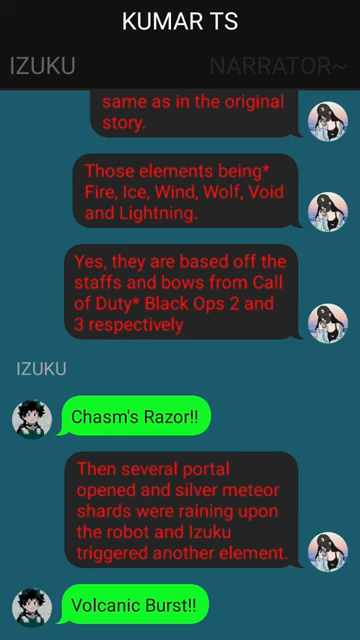 KUMAR TS
IZUKU NARRATOR~
same as in the original
story.
Those elements being*
Fire, Ice, Wind, Wolf, Void
and Lightning.
Yes, they are based off the
staffs and bows from Call
of Duty* Black Ops 2 and
3 respectively
IZUKU
Chasm's Razor!!
Then several portal
opened and silver meteor
shards were raining upon
the robot and Izuku
triggered another element.
Volcanic Burst!!